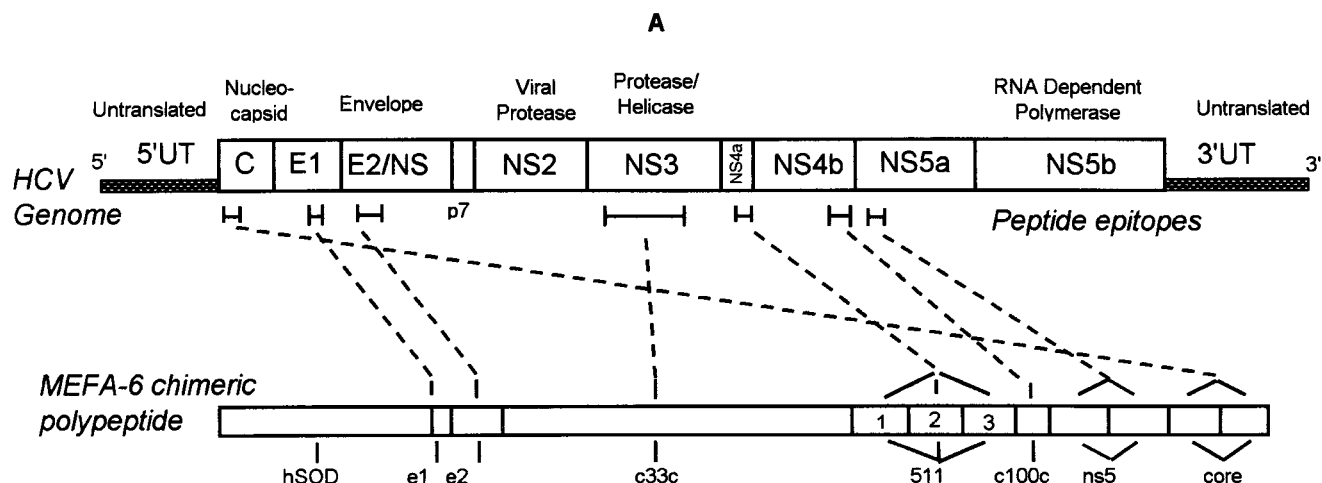 A
Untranslated
Nucleo-
capsid
Envelope
Viral
Protease
Protease/
Helicase
RNA Dependent
Polymerase
Untranslated
5'
5'UT
C
E1
E2/NS
NS2
NS3
NS4a
NS4b
NS5a
NS5b
3'UT
3'
HCV
Genome
p7
Peptide epitopes
MEFA-6 chimeric
polypeptide
1
2
3
hSOD
e1
e2
c33c
511
c100c
ns5
core